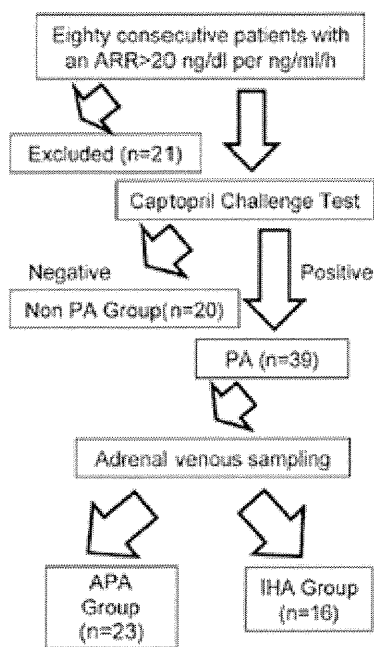 Eighty consecutive patients with
an ARR>20 ng/dl per ng/ml/h
Excluded (n=21)
Captopril Challenge Test
Negative
Positive
Non PA Group(n=20)
PA (n=39)
Adrenal venous sampling
APA
Group
(n=23)
IHA Group
(n=16)